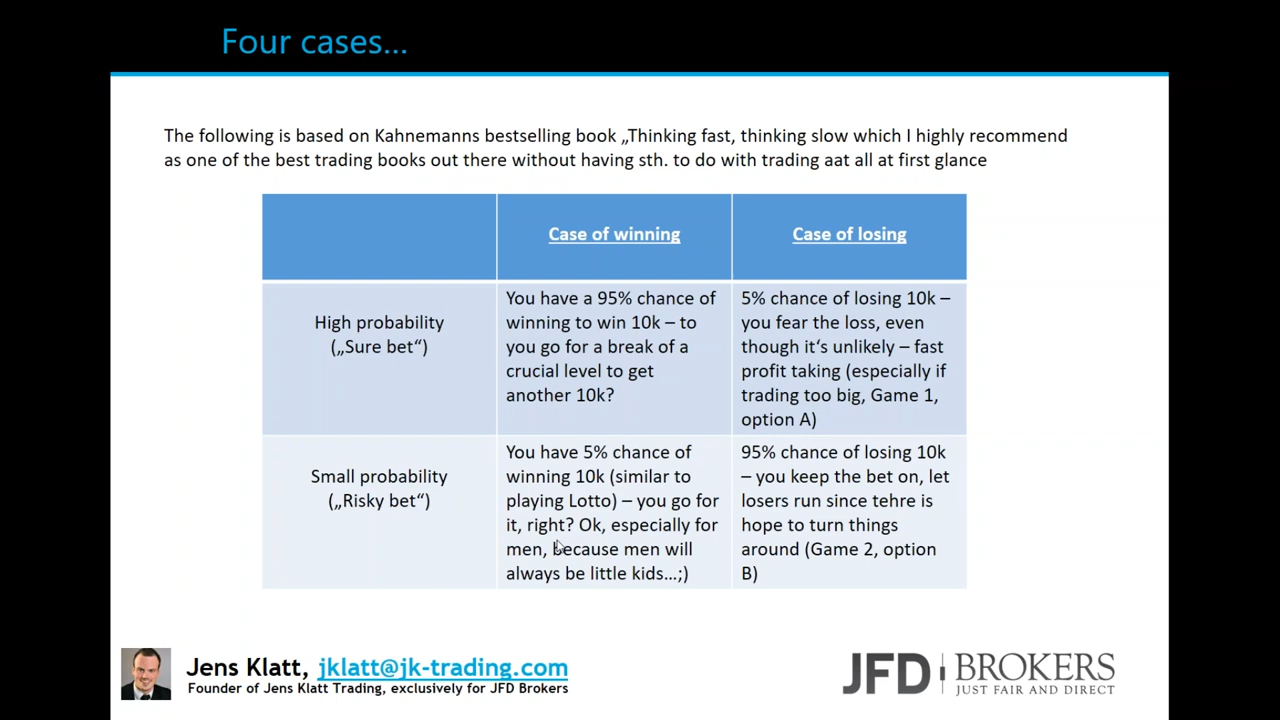 Four cases...
The following is based on Kahnemanns bestselling book „Thinking fast, thinking slow which I highly recommend
as one of the best trading books out there without having sth. to do with trading aat all at first glance
Case of winning
Case of losing
High probability
(„Sure bet“)
You have a 95% chance of
winning to win 10k – to
you go for a break of a
crucial level to get
another 10k?
5% chance of losing 10k –
you fear the loss, even
though it‘s unlikely – fast
profit taking (especially if
trading too big, Game 1,
option A)
Small probability
(„Risky bet“)
You have 5% chance of
winning 10k (similar to
playing Lotto) – you go for
it, right? Ok, especially for
men, because men will
always be little kids...;)
95% chance of losing 10k
– you keep the bet on, let
losers run since tehre is
hope to turn things
around (Game 2, option
B)
Jens Klatt, jklatt@jk-trading.com
Founder of Jens Klatt Trading, exclusively for JFD Brokers
JFD BROKERS
JUST FAIR AND DIRECT